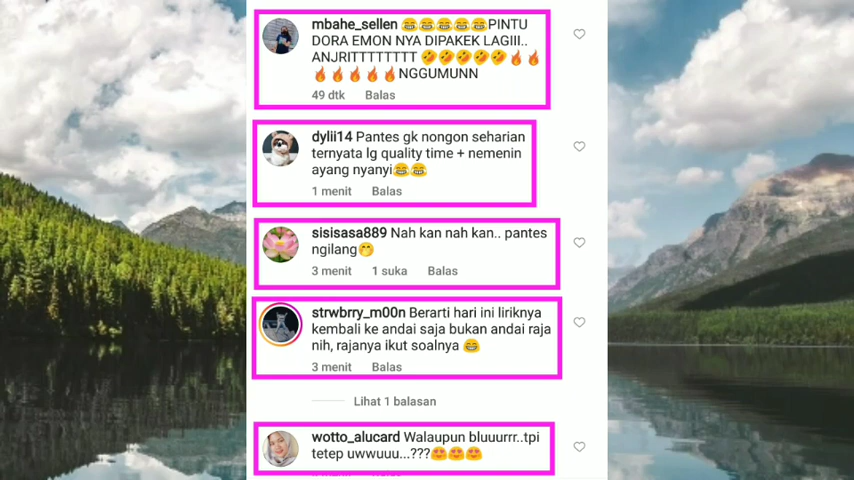 mbahe_sellen 😂😂😂😂😂PINTU
DORA EMON NYA DIPAKEK LAGIII..
ANJRITTTTTTTT 🤣🤣🤣🤣🤣🔥🔥
🔥🔥🔥🔥🔥NGGUMUNN
49 dtk Balas
dylii14 Pantes gk nongon seharian
ternyata lg quality time + nemenin
ayang nyanyi😂😂
1 menit Balas
sisisasa889 Nah kan nah kan.. pantes
ngilang🤭
3 menit 1 suka Balas
strwbrry_m00n Berarti hari ini liriknya
kembali ke andai saja bukan andai raja
nih, rajanya ikut soalnya 😂
3 menit Balas
Lihat 1 balasan
wotto_alucard Walaupun bluuurrr..tpi
tetep uwwuuu...???😍😍😍